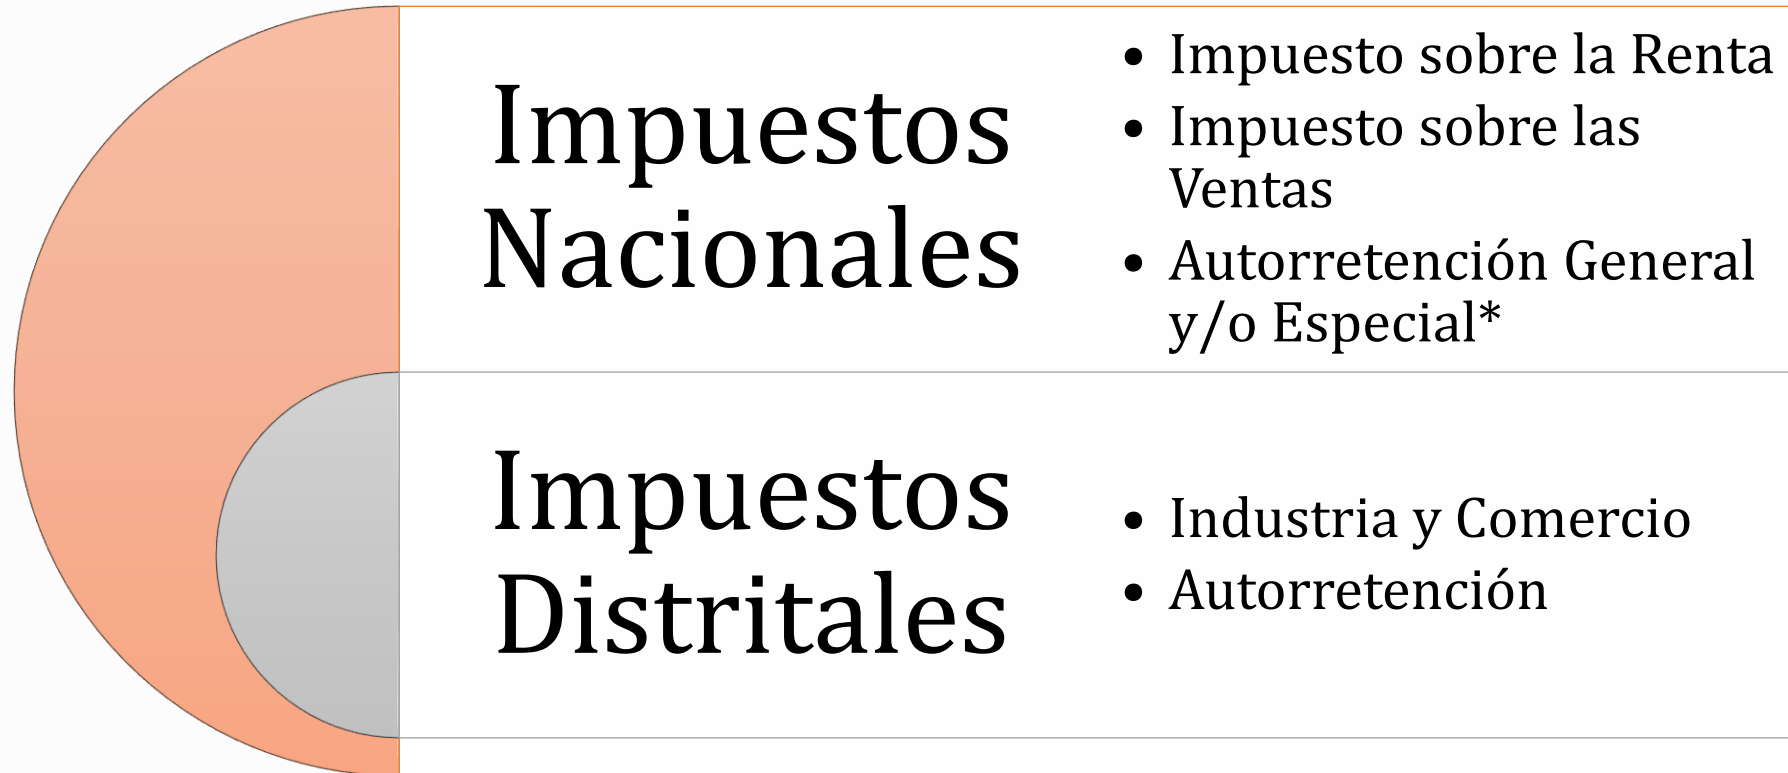 Impuestos
Nacionales
• Impuesto sobre la Renta
• Impuesto sobre las
Ventas
• Autorretención General
y/o Especial*
Impuestos
Distritales
• Industria y Comercio
• Autorretención